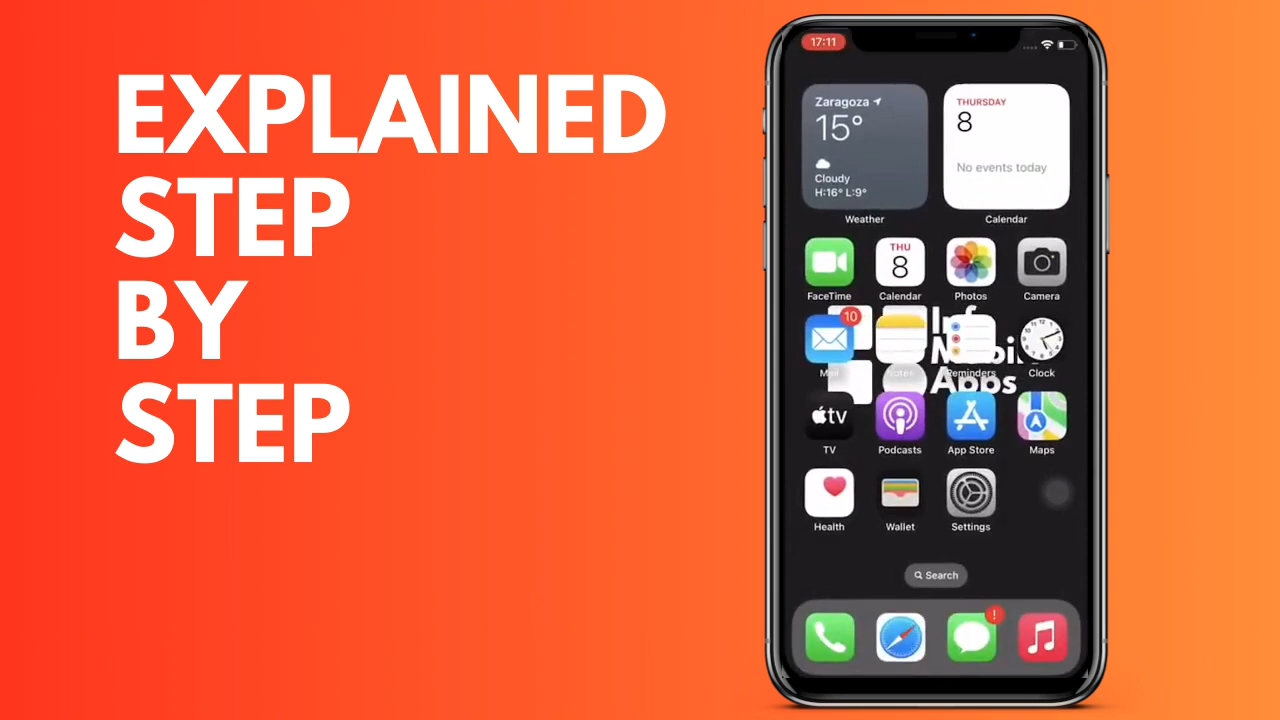 EXPLAINED
STEP
BY
STEP
17:11
Zaragoza
15°
Cloudy
H:16° L:9°
Weather
THURSDAY
8
No events today
Calendar
FaceTime
THU
8
Calendar
Photos
Camera
10
Mail
Notes
Reminders
Clock
Apps
tv
TV
Podcasts
App Store
Maps
Health
Wallet
Settings
Search
!